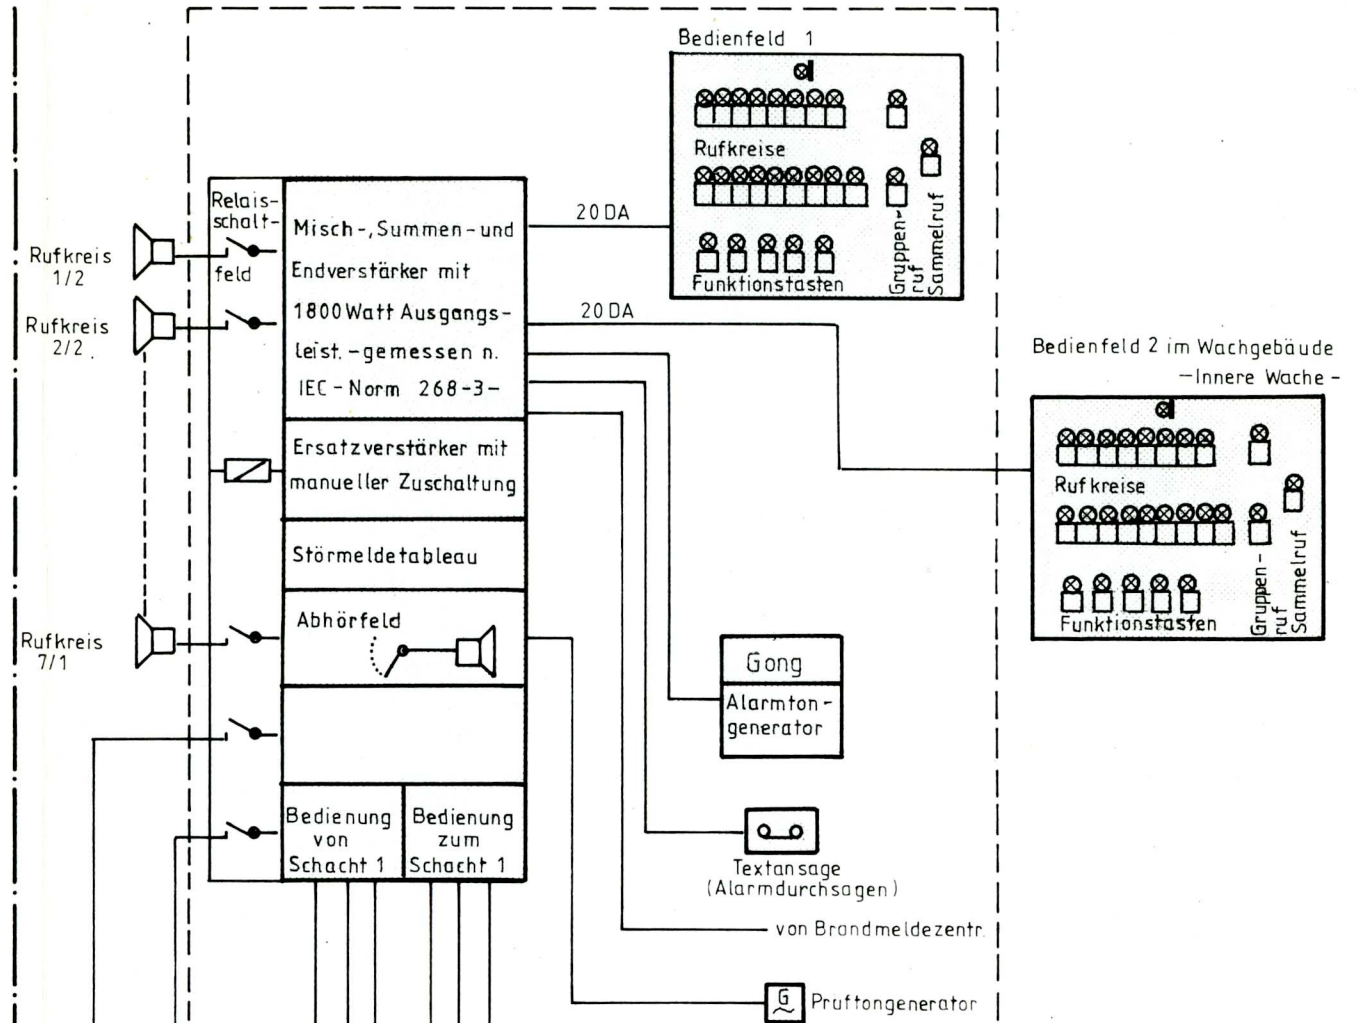 Bedienfeld 1
Rufkreise
Funktionstasten
Gruppen-
ruf
Sammelruf
Relais-
schalt-
feld
Misch-, Summen- und
Endverstärker mit
1800 Watt Ausgangs-
leist. - gemessen n.
IEC - Norm 268-3-
20 DA
20 DA
Rufkreis
1/2
Rufkreis
2/2
Bedienfeld 2 im Wachgebäude
- Innere Wache -
Rufkreise
Funktionstasten
Gruppen-
ruf
Sammelruf
Ersatzverstärker mit
manueller Zuschaltung
Störmeldetableau
Abhörfeld
Rufkreis
7/1
Gong
Alarmton-
generator
Bedienung
von
Schacht 1
Bedienung
zum
Schacht 1
Textansage
(Alarmdurchsagen)
von Brandmeldezentr.
G
Pruftongenerator